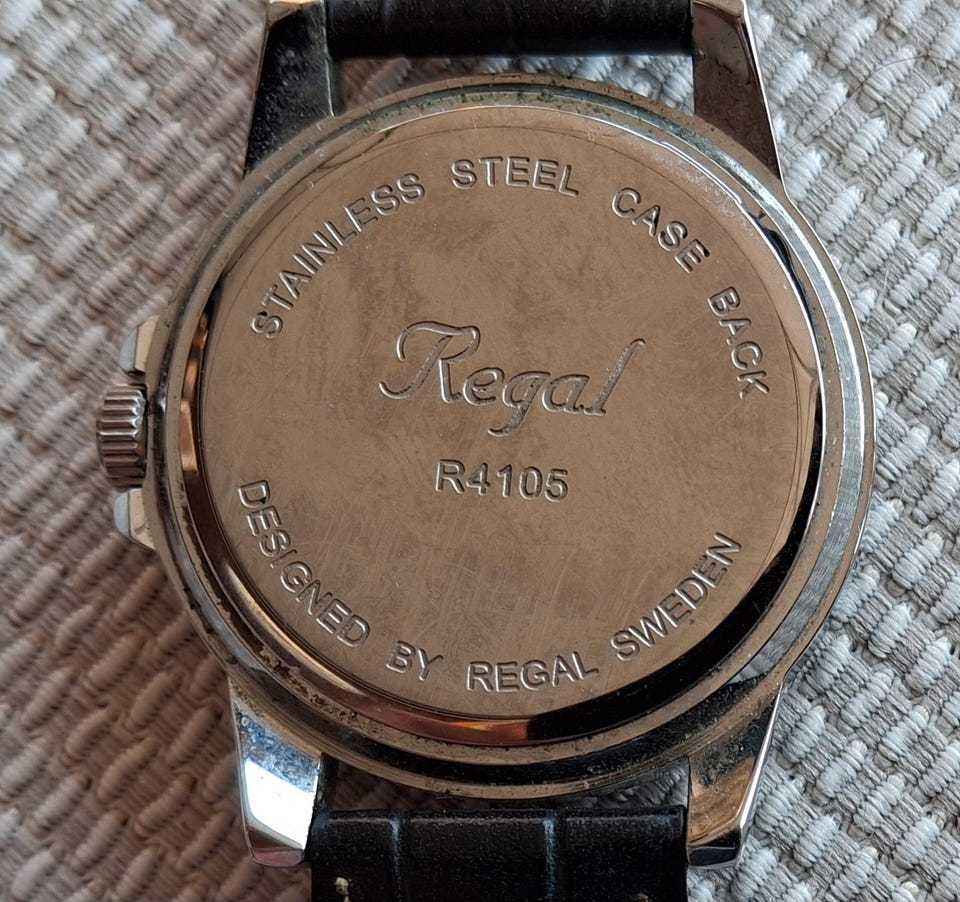 STAINLESS STEEL CASE BACK
Regal
R4105
DESIGNED BY REGAL SWEDEN